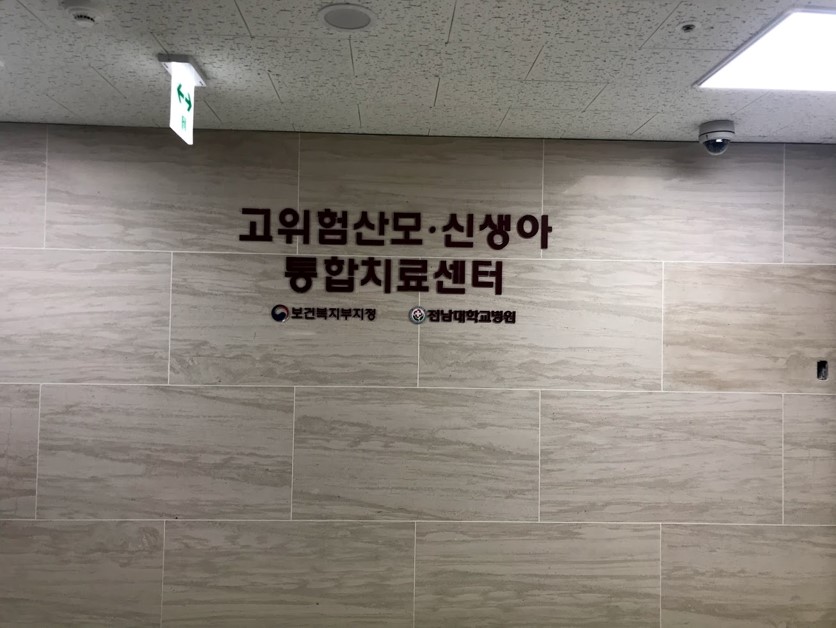 고위험산모·신생아
통합치료센터
보건복지부지정 전남대학교병원